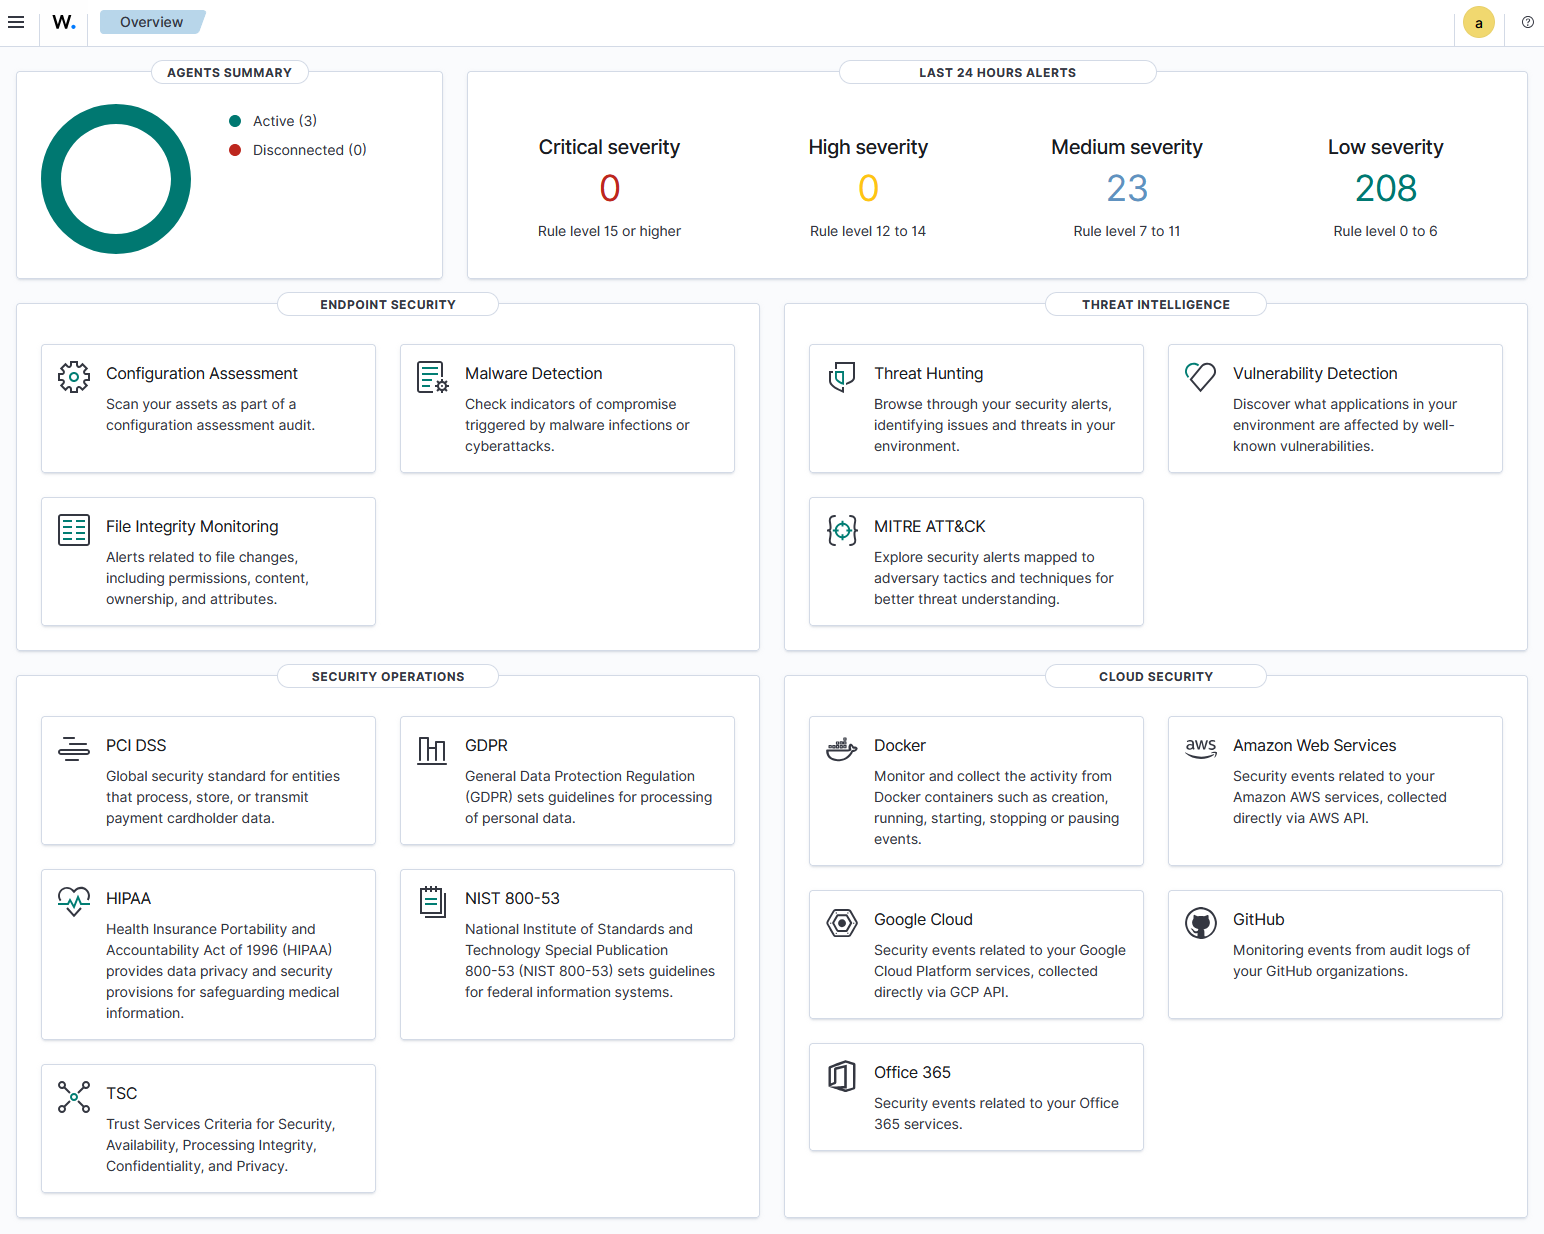 W.
Overview
a
AGENTS SUMMARY
Active (3)
Disconnected (0)
LAST 24 HOURS ALERTS
Critical severity
0
Rule level 15 or higher
High severity
0
Rule level 12 to 14
Medium severity
23
Rule level 7 to 11
Low severity
208
Rule level 0 to 6
ENDPOINT SECURITY
Configuration Assessment
Scan your assets as part of a
configuration assessment audit.
Malware Detection
Check indicators of compromise
triggered by malware infections or
cyberattacks.
File Integrity Monitoring
Alerts related to file changes,
including permissions, content,
ownership, and attributes.
THREAT INTELLIGENCE
Threat Hunting
Browse through your security alerts,
identifying issues and threats in your
environment.
Vulnerability Detection
Discover what applications in your
environment are affected by well-
known vulnerabilities.
MITRE ATT&CK
Explore security alerts mapped to
adversary tactics and techniques for
better threat understanding.
SECURITY OPERATIONS
PCI DSS
Global security standard for entities
that process, store, or transmit
payment cardholder data.
GDPR
General Data Protection Regulation
(GDPR) sets guidelines for processing
of personal data.
HIPAA
Health Insurance Portability and
Accountability Act of 1996 (HIPAA)
provides data privacy and security
provisions for safeguarding medical
information.
NIST 800-53
National Institute of Standards and
Technology Special Publication
800-53 (NIST 800-53) sets guidelines
for federal information systems.
TSC
Trust Services Criteria for Security,
Availability, Processing Integrity,
Confidentiality, and Privacy.
CLOUD SECURITY
Docker
Monitor and collect the activity from
Docker containers such as creation,
running, starting, stopping or pausing
events.
aws
Amazon Web Services
Security events related to your
Amazon AWS services, collected
directly via AWS API.
Google Cloud
Security events related to your Google
Cloud Platform services, collected
directly via GCP API.
GitHub
Monitoring events from audit logs of
your GitHub organizations.
Office 365
Security events related to your Office
365 services.